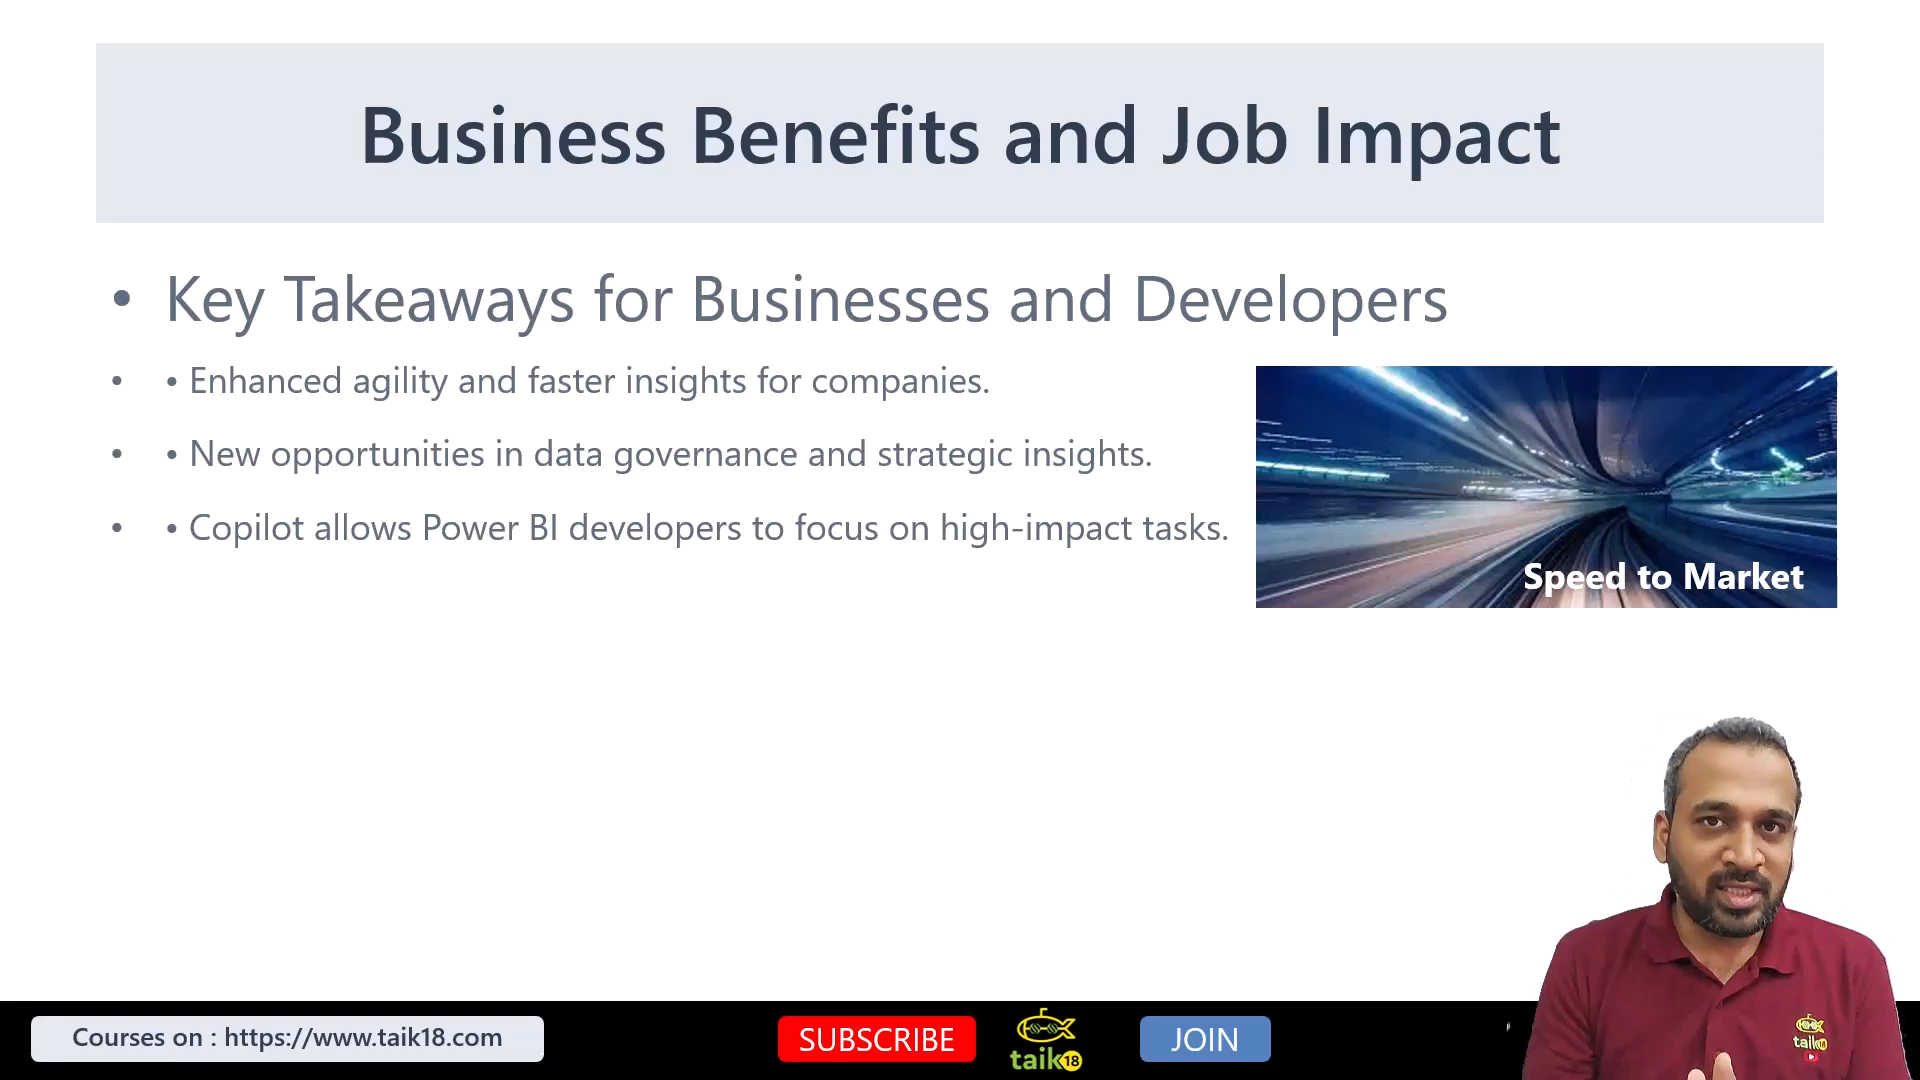 Business Benefits and Job Impact
• Key Takeaways for Businesses and Developers
• • Enhanced agility and faster insights for companies.
• • New opportunities in data governance and strategic insights.
• • Copilot allows Power BI developers to focus on high-impact tasks.
Speed to Market
Courses on : https://www.taik18.com
SUBSCRIBE
taik18
JOIN
taik18